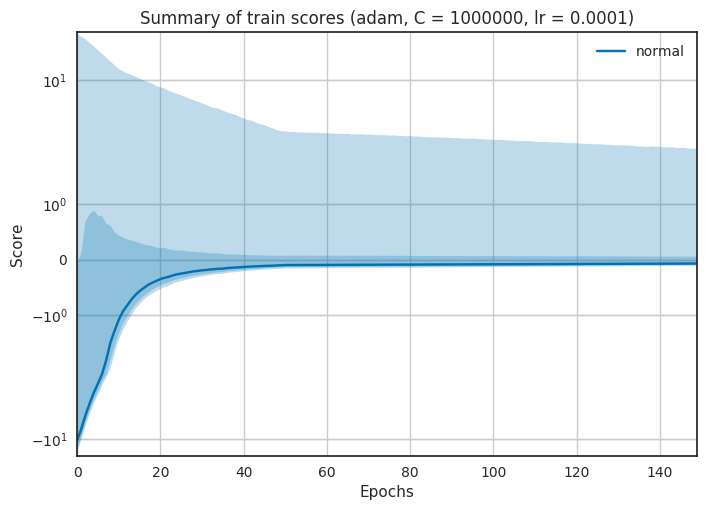 Summary of train scores (adam, C = 1000000, lr = 0.0001)
normal
Score
10¹
10⁰
0
−10⁰
−10¹
0 20 40 60 80 100 120 140
Epochs